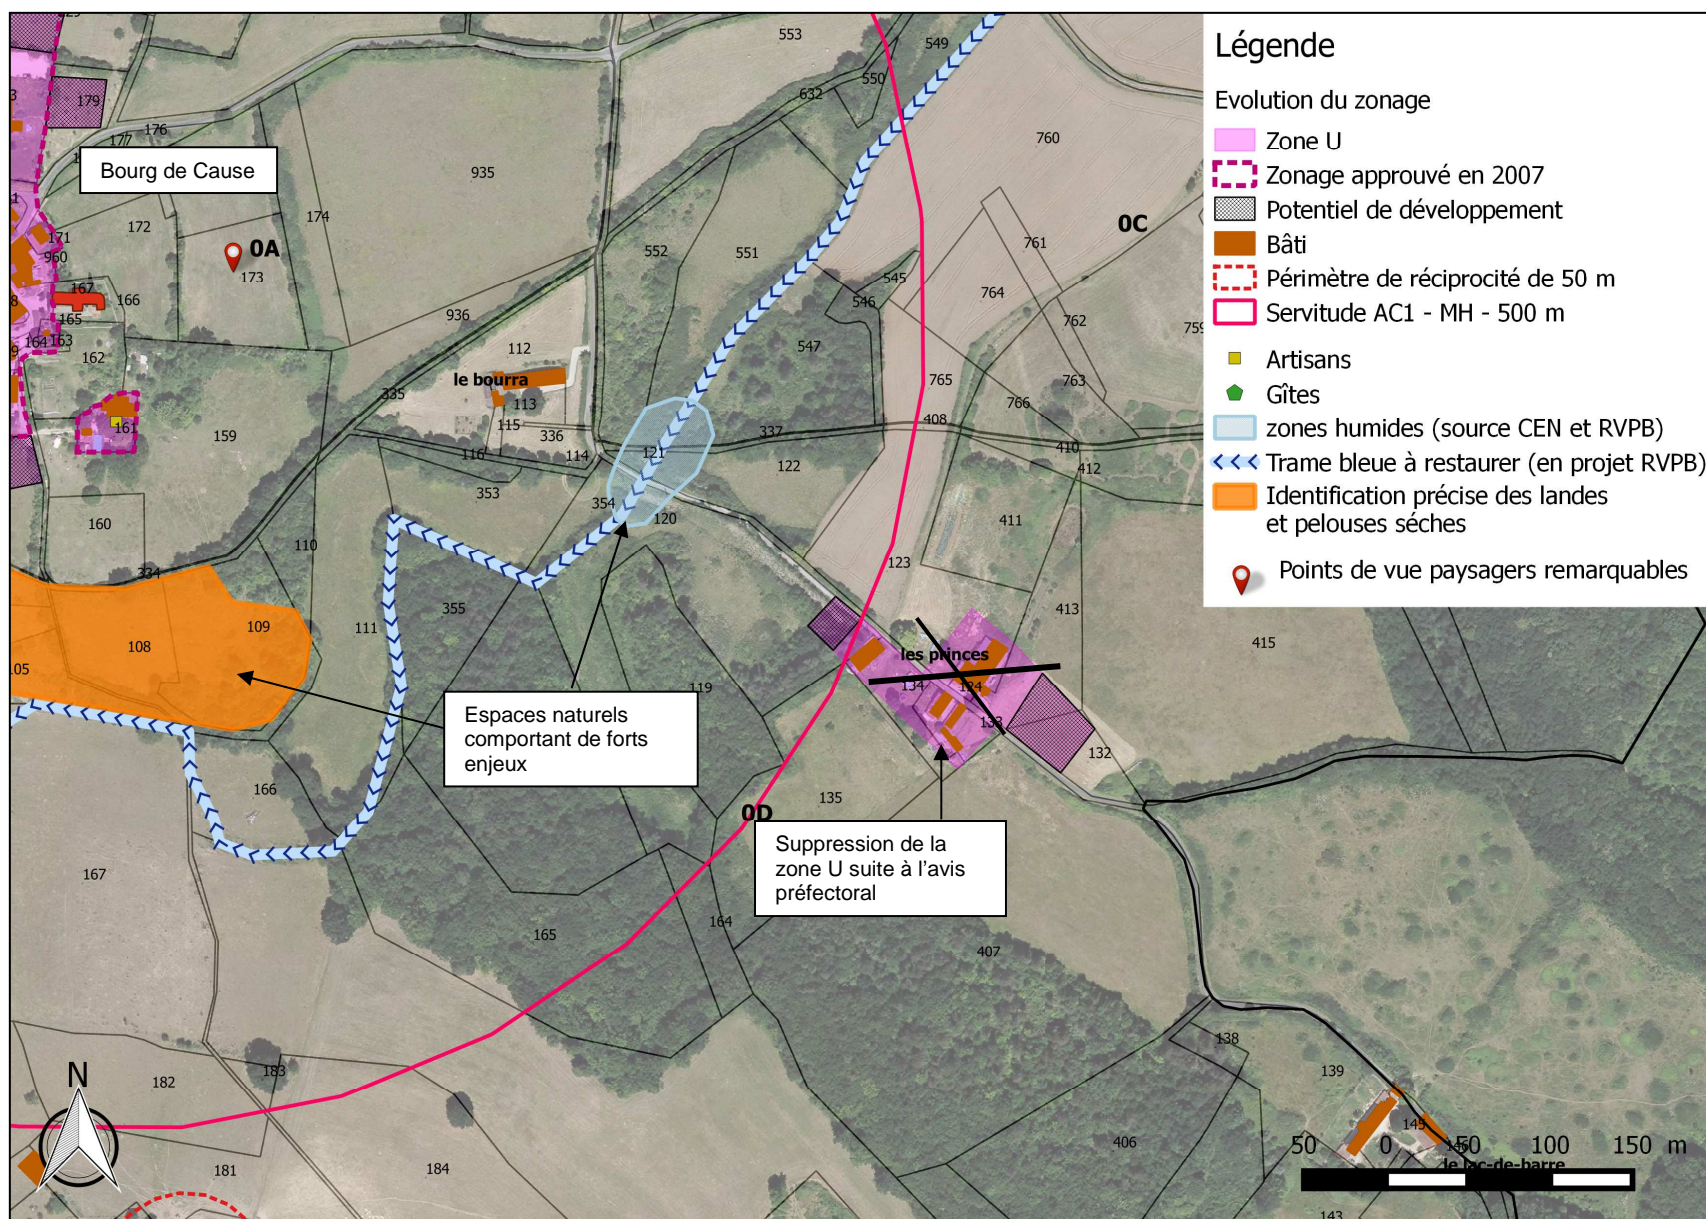 Légende
Evolution du zonage
Zone U
Zonage approuvé en 2007
Potentiel de développement
Bâti
Périmètre de réciprocité de 50 m
Servitude AC1 - MH - 500 m
Artisans
Gîtes
zones humides (source CEN et RVPB)
Trame bleue à restaurer (en projet RVPB)
Identification précise des landes
et pelouses séches
Points de vue paysagers remarquables
Bourg de Cause
Espaces naturels
comportant de forts
enjeux
Suppression de la
zone U suite à l'avis
préfectoral
0A
0C
0D
le bourra
les princes
le lac-de-barre
N
50 0 50 100 150 m
553
549
550
632
179
176
177
760
935
174
172
171
960
173
167
166
165
164
163
162
161
159
160
552
551
545
546
547
761
764
762
759
763
765
766
936
112
113
115
336
335
116
114
353
354
121
120
337
122
408
410
412
411
413
415
123
110
334
109
108
105
111
355
119
134
124
133
132
135
166
167
165
164
407
138
139
145
146
143
406
182
183
181
184